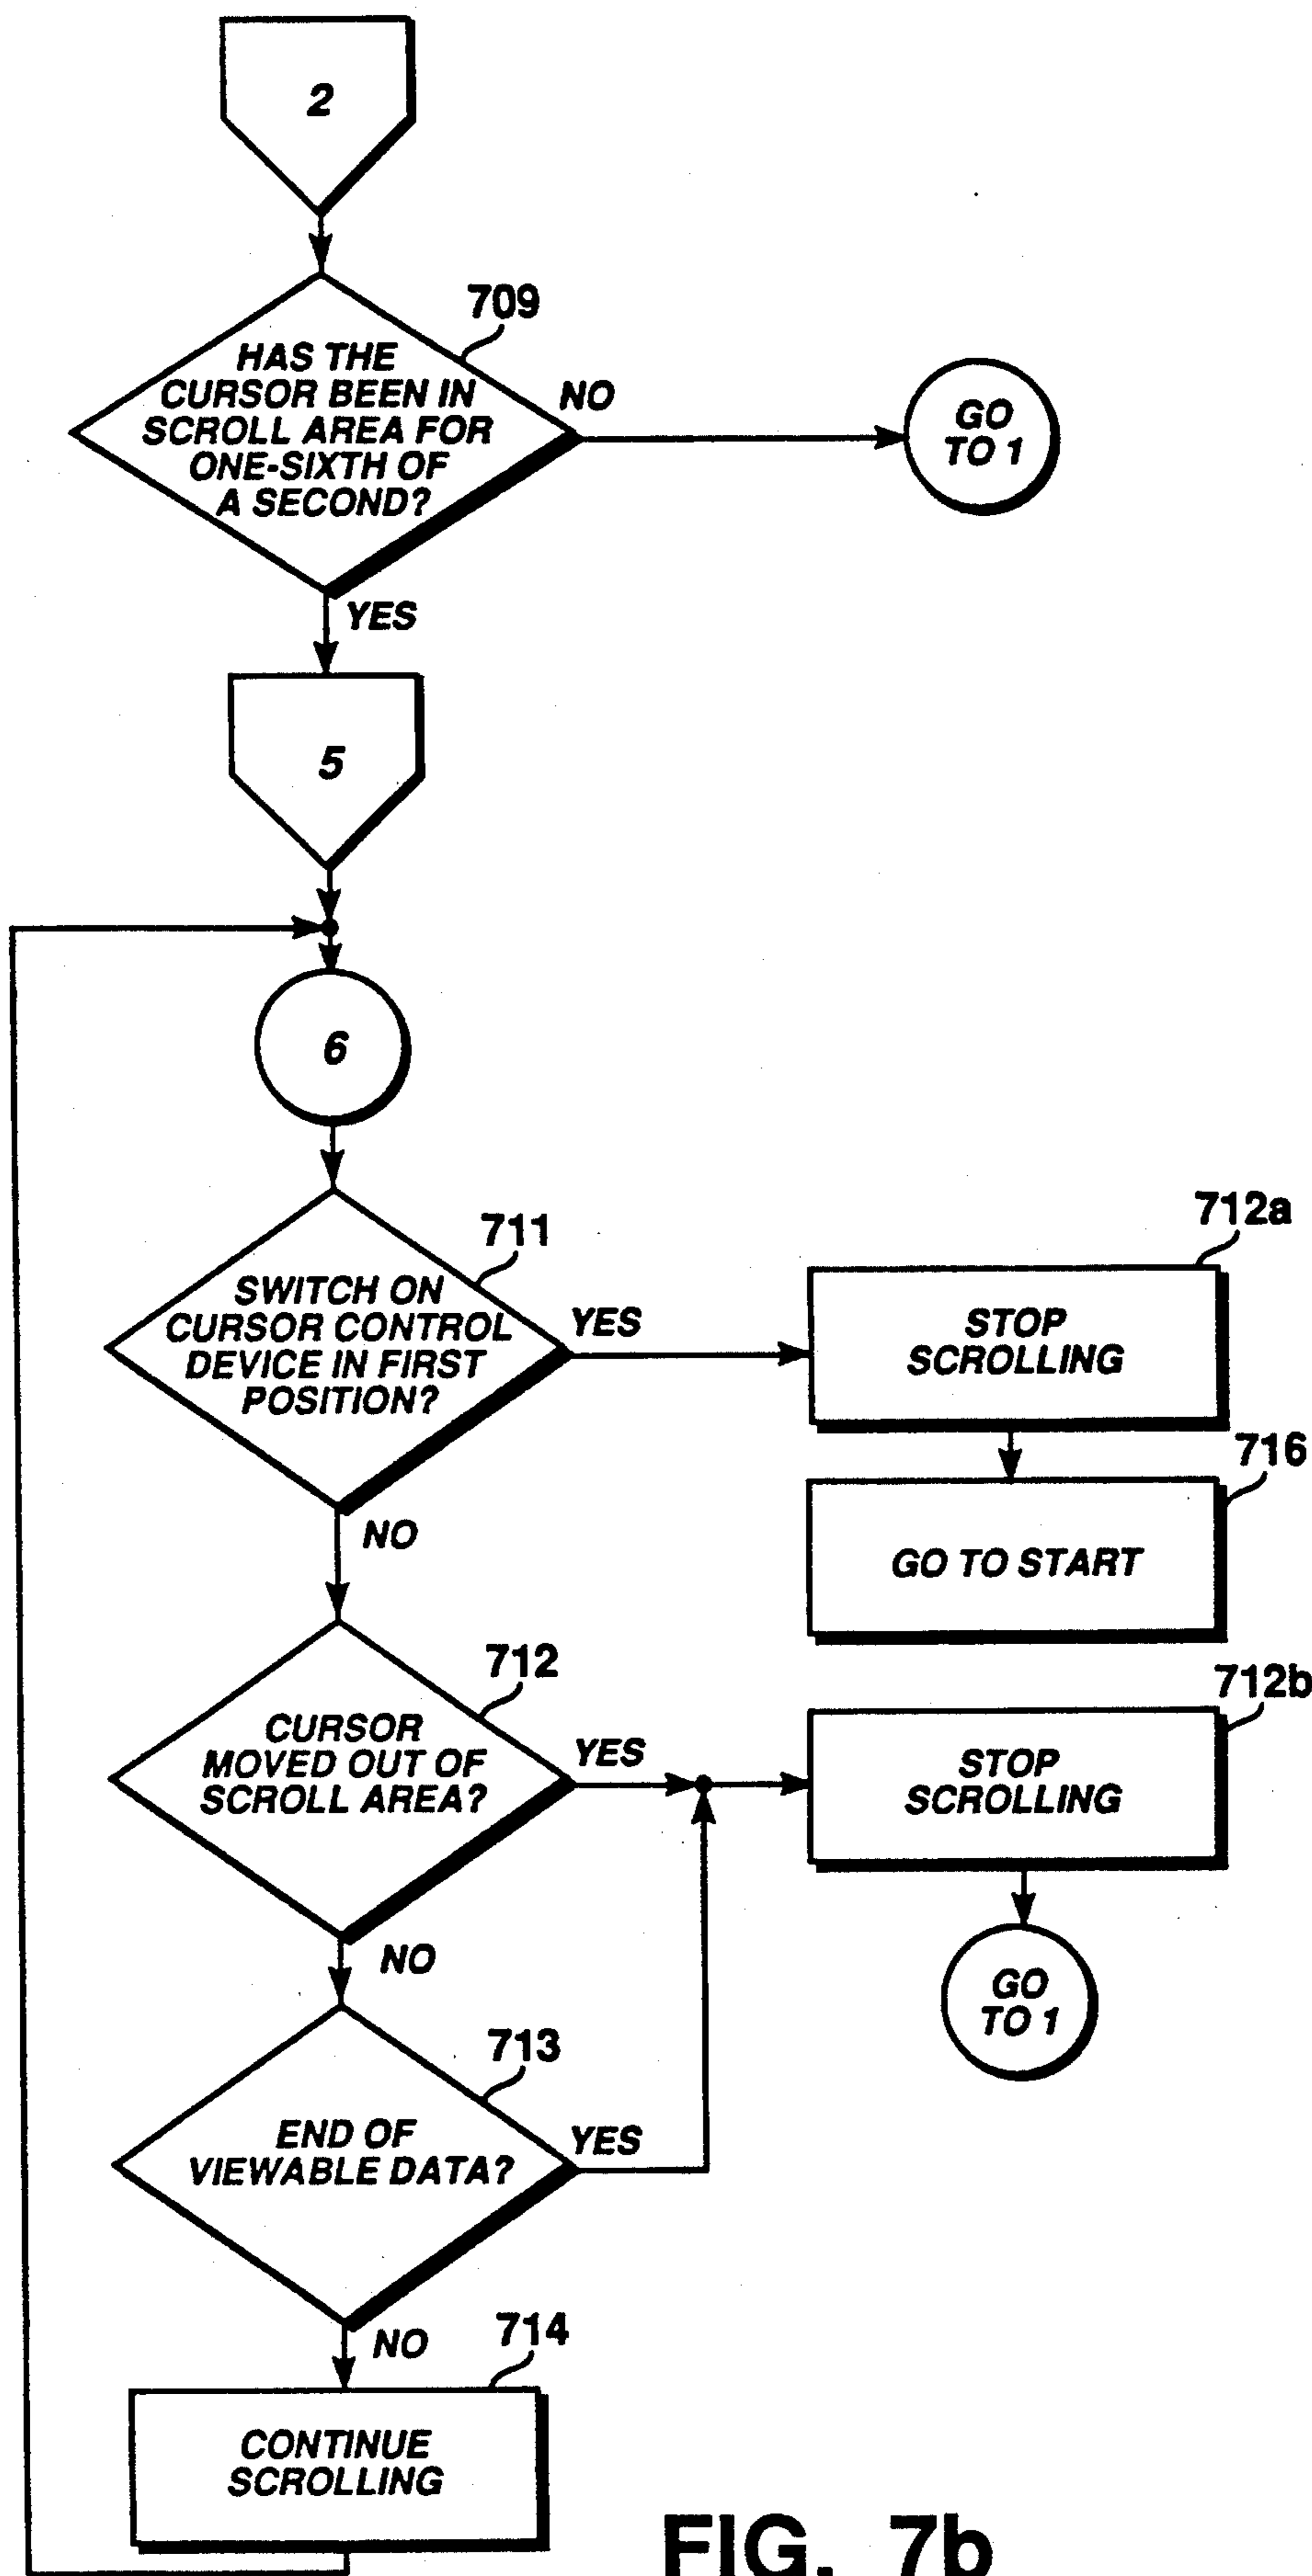 2
709
HAS THE
CURSOR BEEN IN
SCROLL AREA FOR
ONE-SIXTH OF
A SECOND?
NO
GO
TO 1
YES
5
6
711
SWITCH ON
CURSOR CONTROL
DEVICE IN FIRST
POSITION?
YES
712a
STOP
SCROLLING
716
GO TO START
NO
712
CURSOR
MOVED OUT OF
SCROLL AREA?
YES
712b
STOP
SCROLLING
GO
TO 1
NO
713
END OF
VIEWABLE DATA?
YES
NO
714
CONTINUE
SCROLLING
FIG. 7b